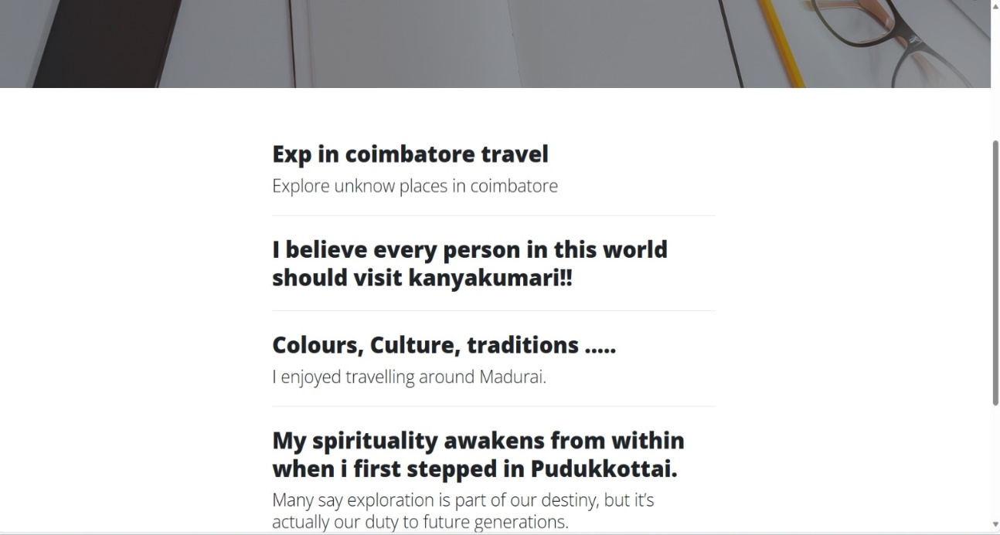 Exp in coimbatore travel
Explore unknow places in coimbatore
I believe every person in this world
should visit kanyakumari!!
Colours, Culture, traditions .....
I enjoyed travelling around Madurai.
My spirituality awakens from within
when i first stepped in Pudukkottai.
Many say exploration is part of our destiny, but it’s
actually our duty to future generations.